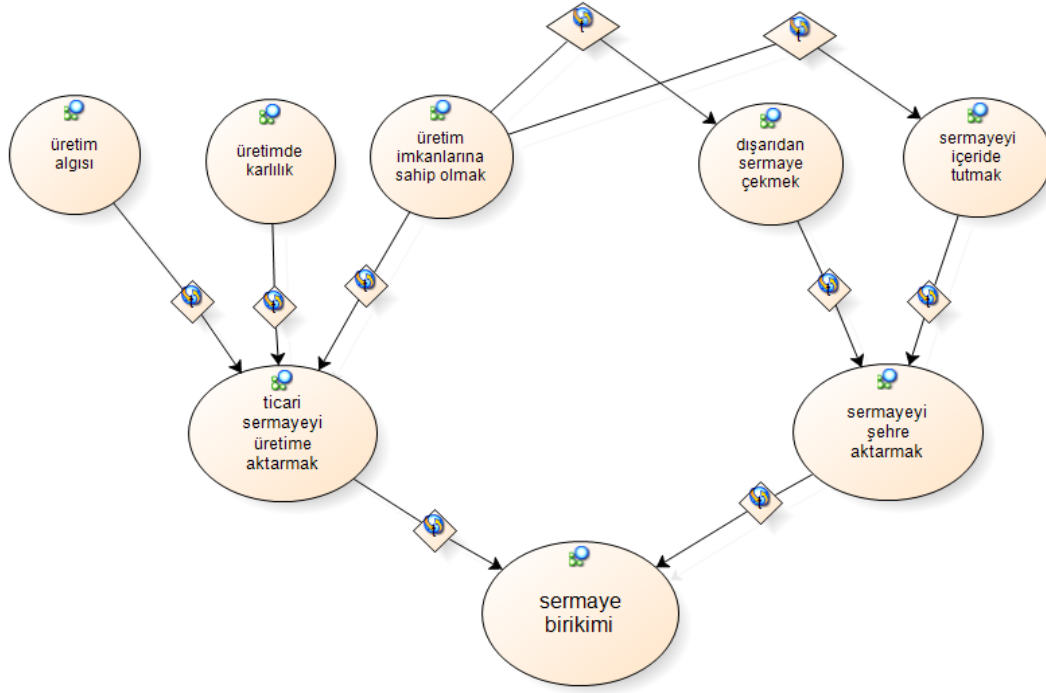 üretim
algısı
üretimde
karlılık
üretim
imkanlarına
sahip olmak
dışarıdan
sermaye
çekmek
sermayeyi
içeride
tutmak
ticari
sermayeyi
üretime
aktarmak
sermayeyi
şehre
aktarmak
sermaye
birikimi